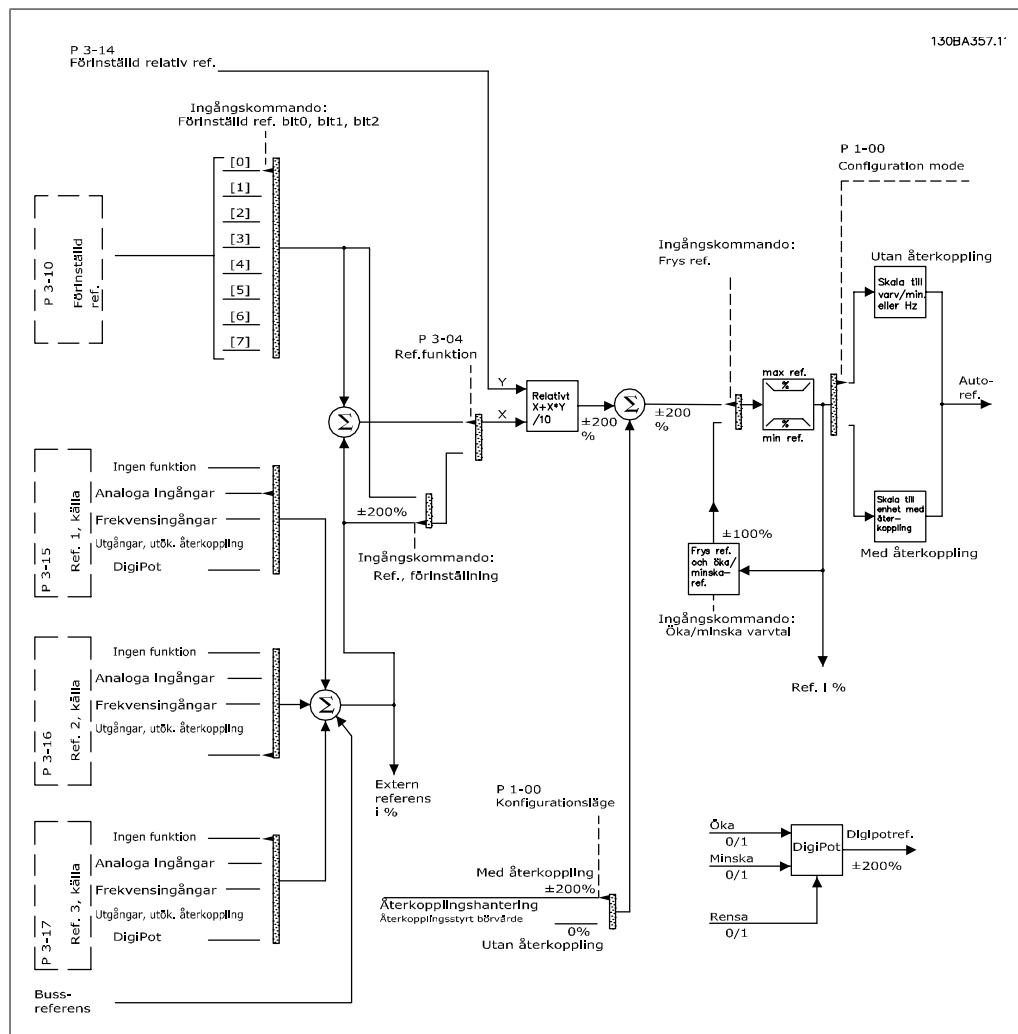 130BA357.1
P 3-14
Förinställd relativ ref.
Ingångskommando:
Förinställd ref. bit0, bit1, bit2
P 1-00
Configuration mode
[0]
[1]
[2]
[3]
[4]
[5]
[6]
[7]
P 3-10
Förinställd
ref.
Ingångskommando:
Frys ref.
Utan återkoppling
Skala till
varv/min.
eller Hz
P 3-04
Ref.funktion
Y
X
Relativt
X+X*Y
/10
±200
%
Σ
±200
%
max ref.
%
%
min ref.
Auto-
ref.
Σ
Skala till
enhet med
åter-
koppling
Med återkoppling
P 3-15
Ref. 1, källa
Ingen funktion
Analoga Ingångar
Frekvensingångar
Utgångar, utök. återkoppling
DigiPot
±200%
Ingångskommando:
Ref., förinställning
±100%
Frys ref.
och öka/
minska-
ref.
Ingångskommando:
Öka/minska varvtal
Ref. I %
P 3-16
Ref. 2, källa
Ingen funktion
Analoga Ingångar
Frekvensingångar
Utgångar, utök. återkoppling
Σ
Extern
referens
i %
P 3-17
Ref. 3, källa
Ingen funktion
Analoga Ingångar
Frekvensingångar
Utgångar, utök. återkoppling
DigiPot
Buss-
referens
P 1-00
Konfigurationsläge
Med återkoppling
±200%
Återkopplingshantering
Återkopplingsstyrt börvärde
0%
Utan återkoppling
Öka
0/1
Minska
0/1
Rensa
0/1
DigiPot
Digipotref.
±200%